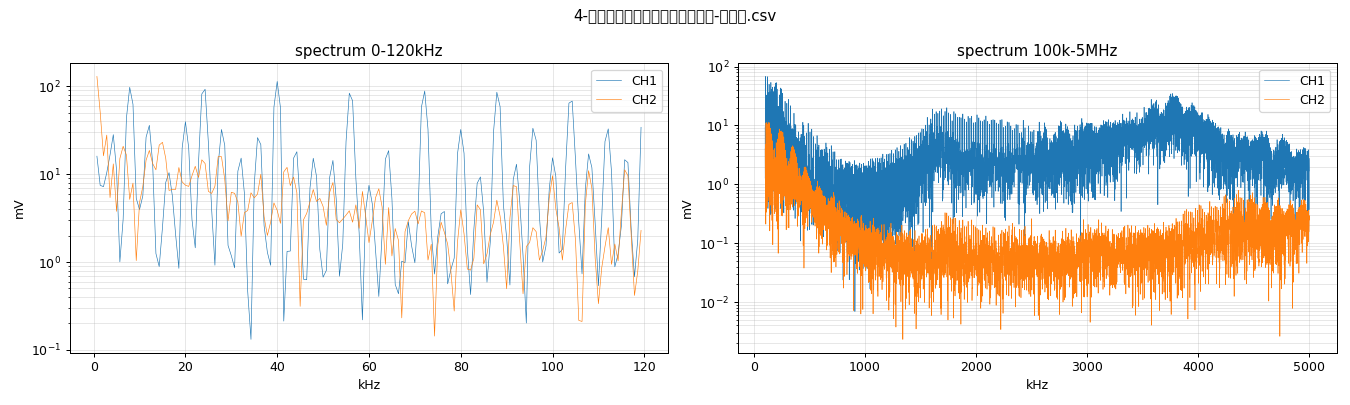 4-
-
.csv
spectrum 0-120kHz
10²
10¹
10⁰
10⁻¹
mV
0
20
40
60
80
100
120
kHz
CH1
CH2
spectrum 100k-5MHz
10²
10¹
10⁰
10⁻¹
10⁻²
mV
0
1000
2000
3000
4000
5000
kHz
CH1
CH2